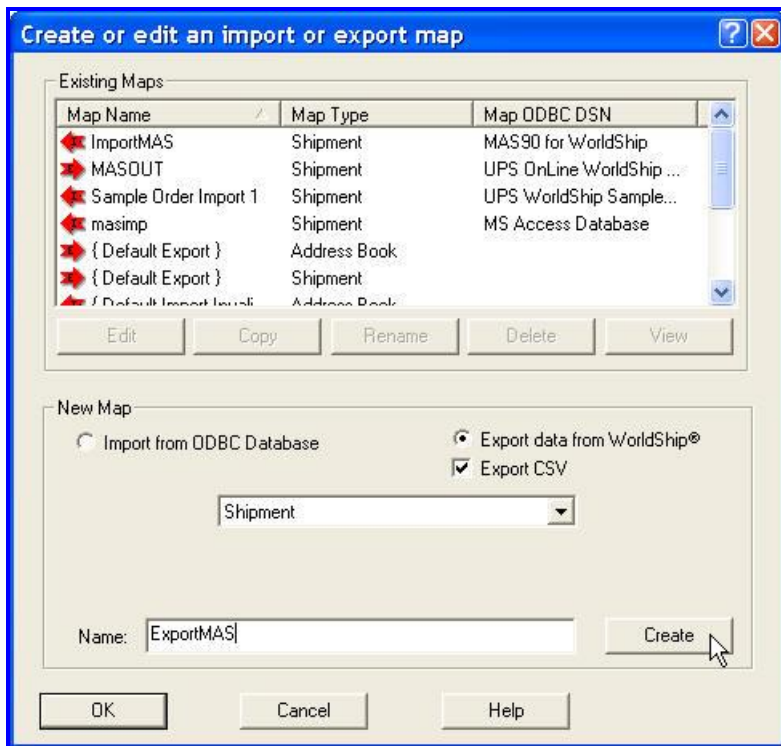 Create or edit an import or export map
Existing Maps
Map Name Map Type Map ODBC DSN
ImportMAS Shipment MAS90 for WorldShip
MASOUT Shipment UPS OnLine WorldShip ...
Sample Order Import 1 Shipment UPS WorldShip Sample...
masimp Shipment MS Access Database
{ Default Export } Address Book
{ Default Export } Shipment
{ Default Import Invali... Address Book
Edit Copy Rename Delete View
New Map
Import from ODBC Database Export data from WorldShip®
Export CSV
Shipment
Name: ExportMAS Create
OK Cancel Help